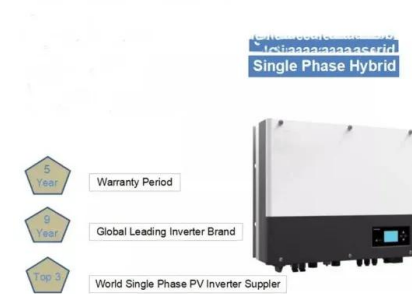 Single Phase Hybrid
5
Year
Warranty Period
9
Year
Global Leading Inverter Brand
Top 3
World Single Phase PV Inverter Suppler